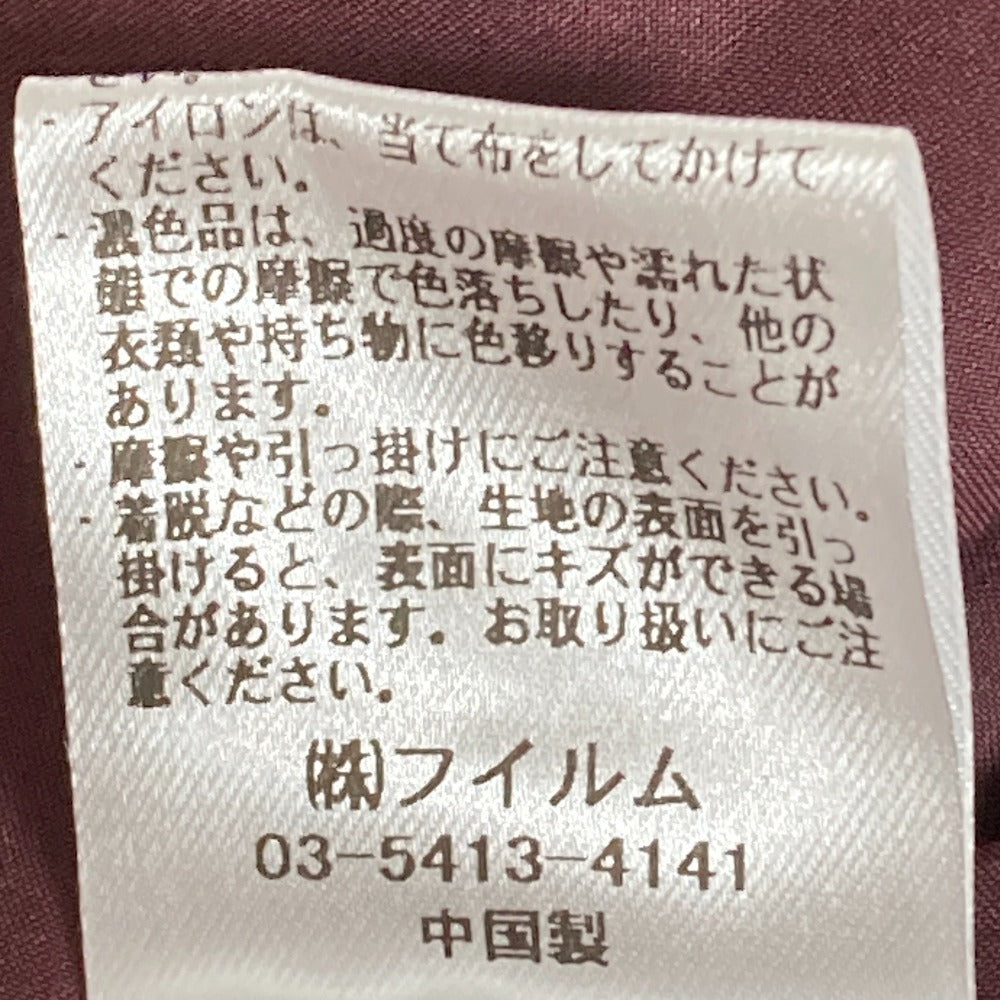 ・アイロンは、当て布をしてかけて
ください。
・濃色品は、過度の摩擦や濡れた状
態での摩擦で色落ちしたり、他の
衣類や持ち物に色移りすることが
あります。
・摩擦や引っ掛けにご注意ください。
・着脱などの際、生地の表面を引っ
掛けると、表面にキズができる場
合があります。お取り扱いにご注
意ください。
㈱フイルム
03-5413-4141
中国製